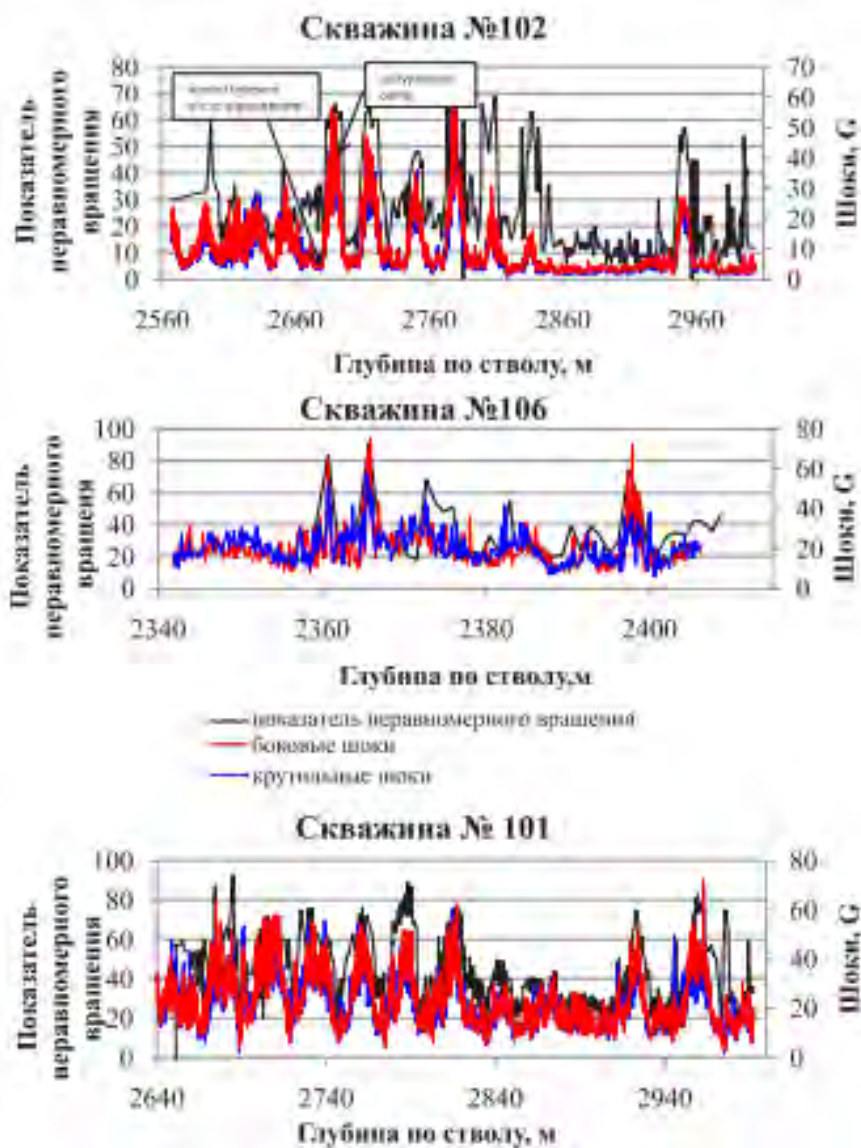 Скважина №102
Показатель
неравномерного
вращения
80
70
60
50
40
30
20
10
0
70
60
50
40
30
20
10
0
Шоки, G
2560 2660 2760 2860 2960
Глубина по стволу, м
Скважина №106
Показатель
неравномерного
вращеня
100
80
60
40
20
0
80
60
40
20
0
Шоки, G
2340 2360 2380 2400
Глубина по стволу,м
показатель неравномерного вращения
боковые шоки
крутильные шоки
Скважина № 101
Показатель
неравномерного
вращения
100
80
60
40
20
0
80
60
40
20
0
Шоки, G
2640 2740 2840 2940
Глубина по стволу, м